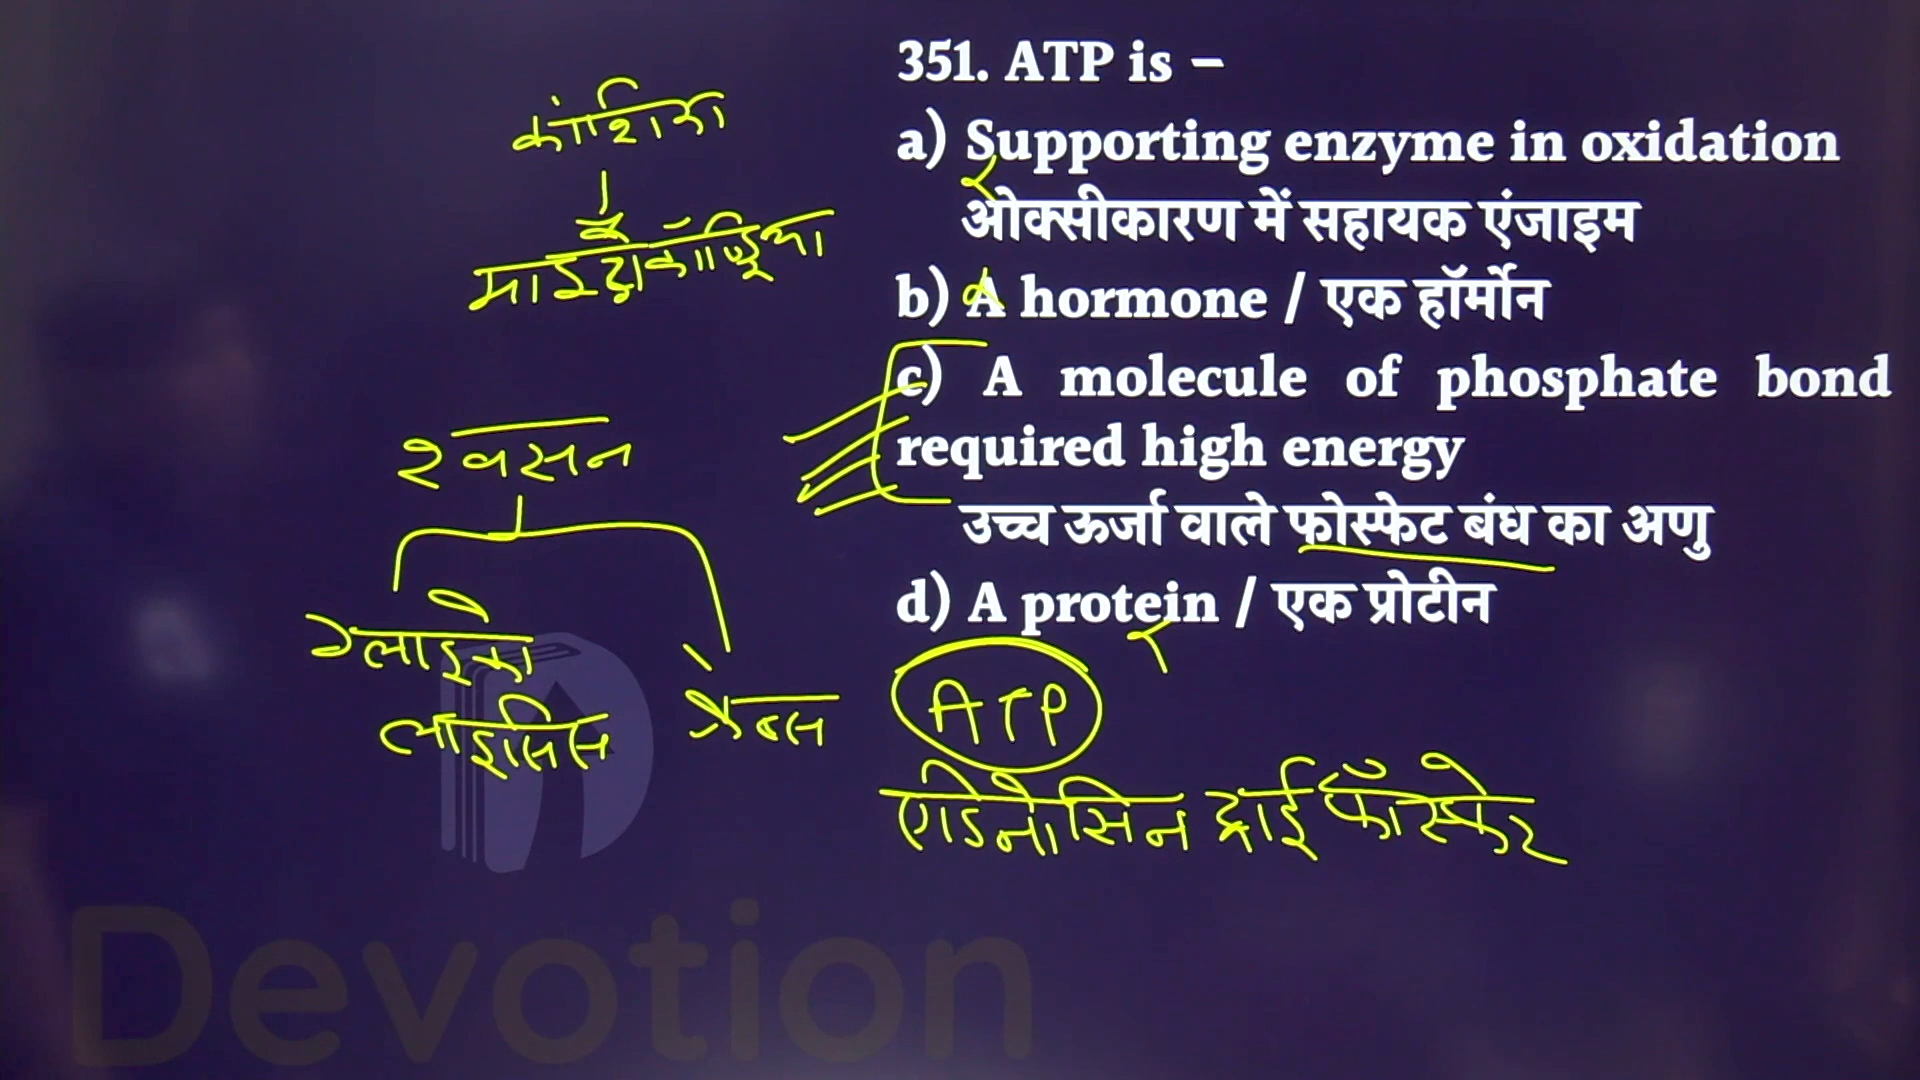 351. ATP is –
a) Supporting enzyme in oxidation
ओक्सीकारण में सहायक एंजाइम
b) A hormone / एक हॉर्मोन
c) A molecule of phosphate bond
required high energy
उच्च ऊर्जा वाले फोस्फेट बंध का अणु
d) A protein / एक प्रोटीन
माइट्रोकॉण्ड्रिया
श्वसन
ग्लाइको
लाइसिस
क्रेब्स
ATP
एडिनोसिन ट्राई फॉस्फेट
Devotion